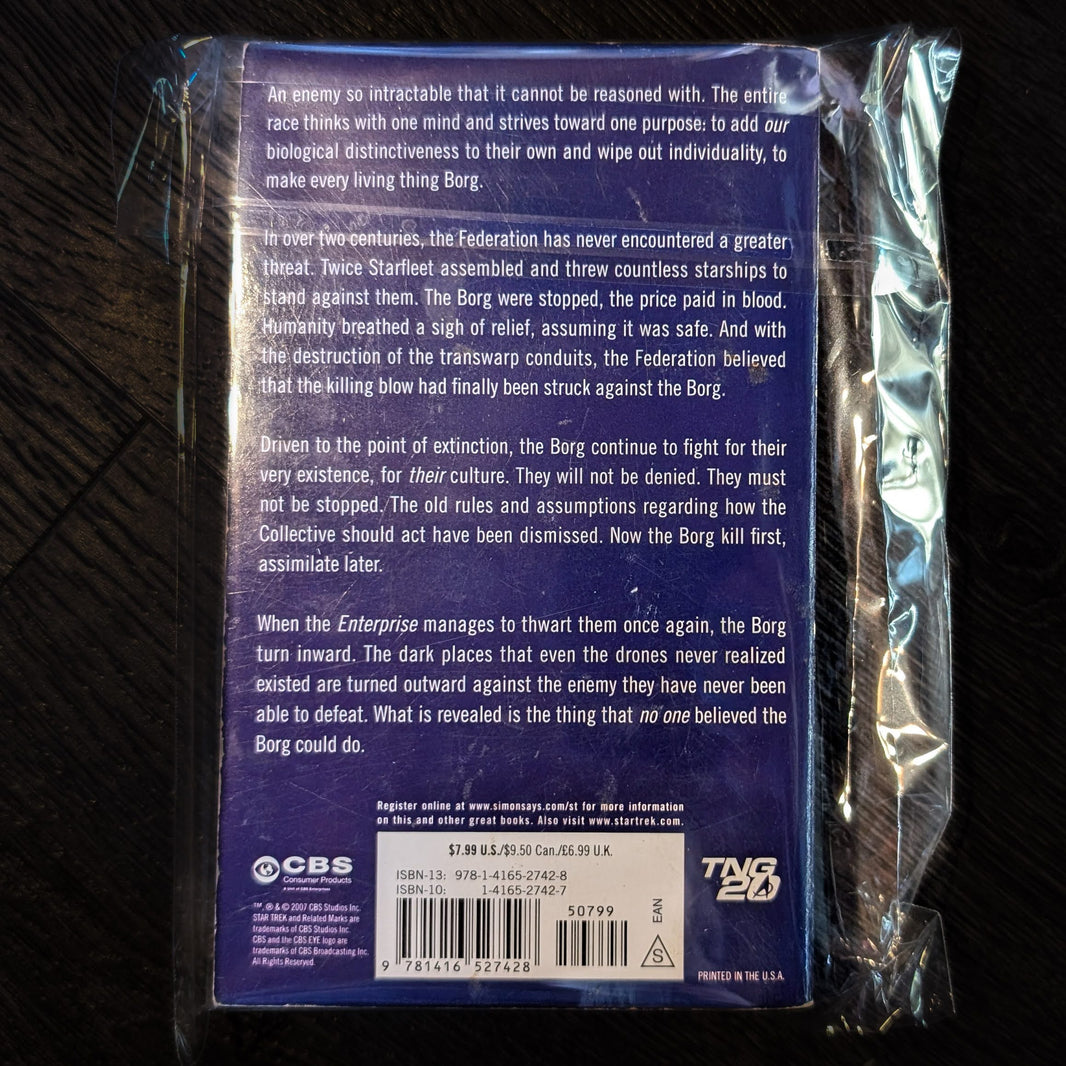 An enemy so intractable that it cannot be reasoned with. The entire
race thinks with one mind and strives toward one purpose: to add our
biological distinctiveness to their own and wipe out individuality, to
make every living thing Borg.
In over two centuries, the Federation has never encountered a greater
threat. Twice Starfleet assembled and threw countless starships to
stand against them. The Borg were stopped, the price paid in blood.
Humanity breathed a sigh of relief, assuming it was safe. And with
the destruction of the transwarp conduits, the Federation believed
that the killing blow had finally been struck against the Borg.
Driven to the point of extinction, the Borg continue to fight for their
very existence, for their culture. They will not be denied. They must
not be stopped. The old rules and assumptions regarding how the
Collective should act have been dismissed. Now the Borg kill first,
assimilate later.
When the Enterprise manages to thwart them once again, the Borg
turn inward. The dark places that even the drones never realized
existed are turned outward against the enemy they have never been
able to defeat. What is revealed is the thing that no one believed the
Borg could do.
Register online at www.simonsays.com/st for more information
on this and other great books. Also visit www.startrek.com.
$7.99 U.S./$9.50 Can./£6.99 U.K.
ISBN-13: 978-1-4165-2742-8
ISBN-10: 1-4165-2742-7
50799
EAN
S
9 781416 527428
CBS
Consumer Products
A Unit of CBS Enterprises
™, ® & © 2007 CBS Studios Inc.
STAR TREK and Related Marks are
trademarks of CBS Studios Inc.
CBS and the CBS EYE logo are
trademarks of CBS Broadcasting Inc.
All Rights Reserved.
TNG
20
PRINTED IN THE U.S.A.